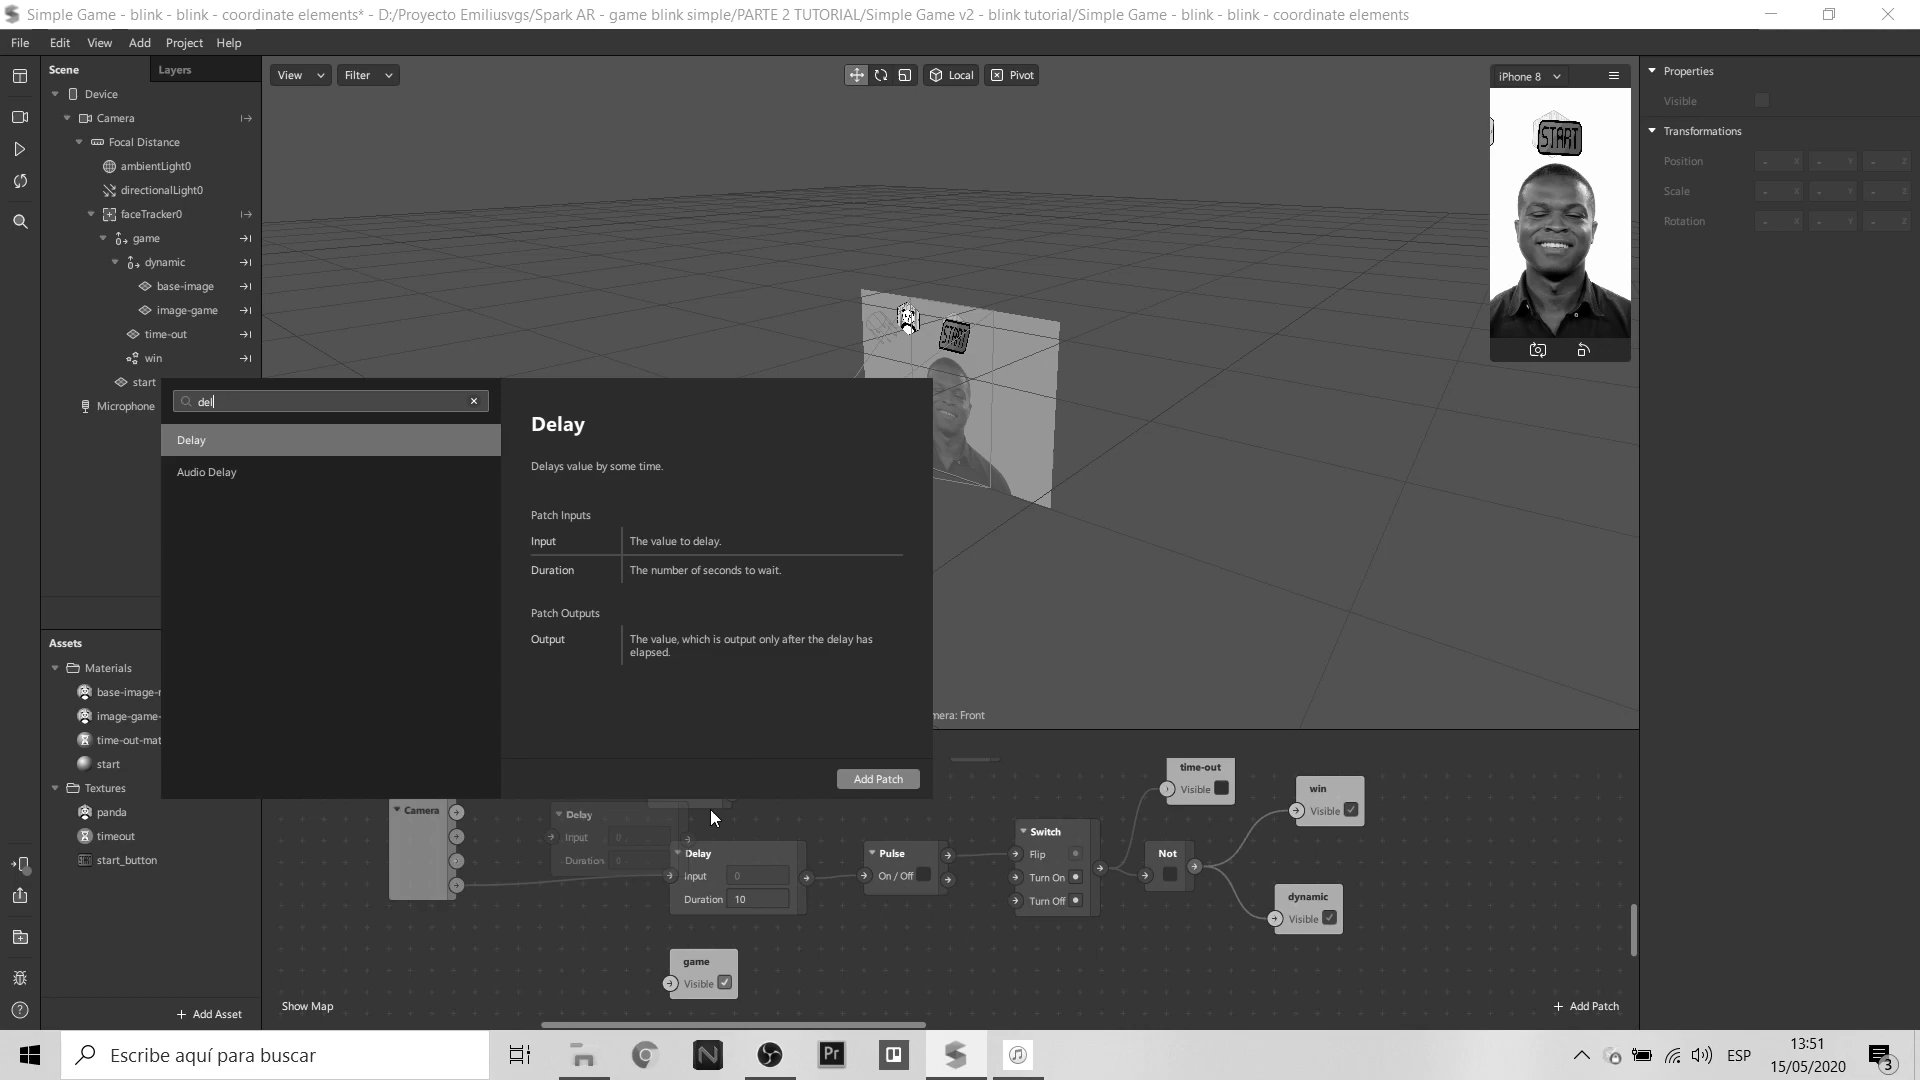 Simple Game - blink - blink - coordinate elements* - D:/Proyecto Emiliusvgs/Spark AR - game blink simple/PARTE 2 TUTORIAL/Simple Game v2 - blink tutorial/Simple Game - blink - blink - coordinate elements
File Edit View Add Project Help
Scene Layers
View Filter
Local Pivot
iPhone 8
Properties
Visible
Transformations
Position - X - Y - Z
Scale - X - Y - Z
Rotation - X - Y - Z
Device
Camera
Focal Distance
ambientLight0
directionalLight0
faceTracker0
game
dynamic
base-image
image-game
time-out
win
start
Microphone
START
START
del
Delay
Audio Delay
Delay
Delays value by some time.
Patch Inputs
Input The value to delay.
Duration The number of seconds to wait.
Patch Outputs
Output The value, which is output only after the delay has
elapsed.
Add Patch
mera: Front
Assets
Materials
base-image-
image-game-
time-out-mat
start
Textures
panda
timeout
start_button
+ Add Asset
Camera
Delay
Input 0
Duration 0
Delay
Input 0
Duration 10
Pulse
On / Off
Switch
Flip
Turn On
Turn Off
time-out
Visible
Not
win
Visible
dynamic
Visible
game
Visible
Show Map
+ Add Patch
Escribe aquí para buscar
Pr
ESP
13:51
15/05/2020
3